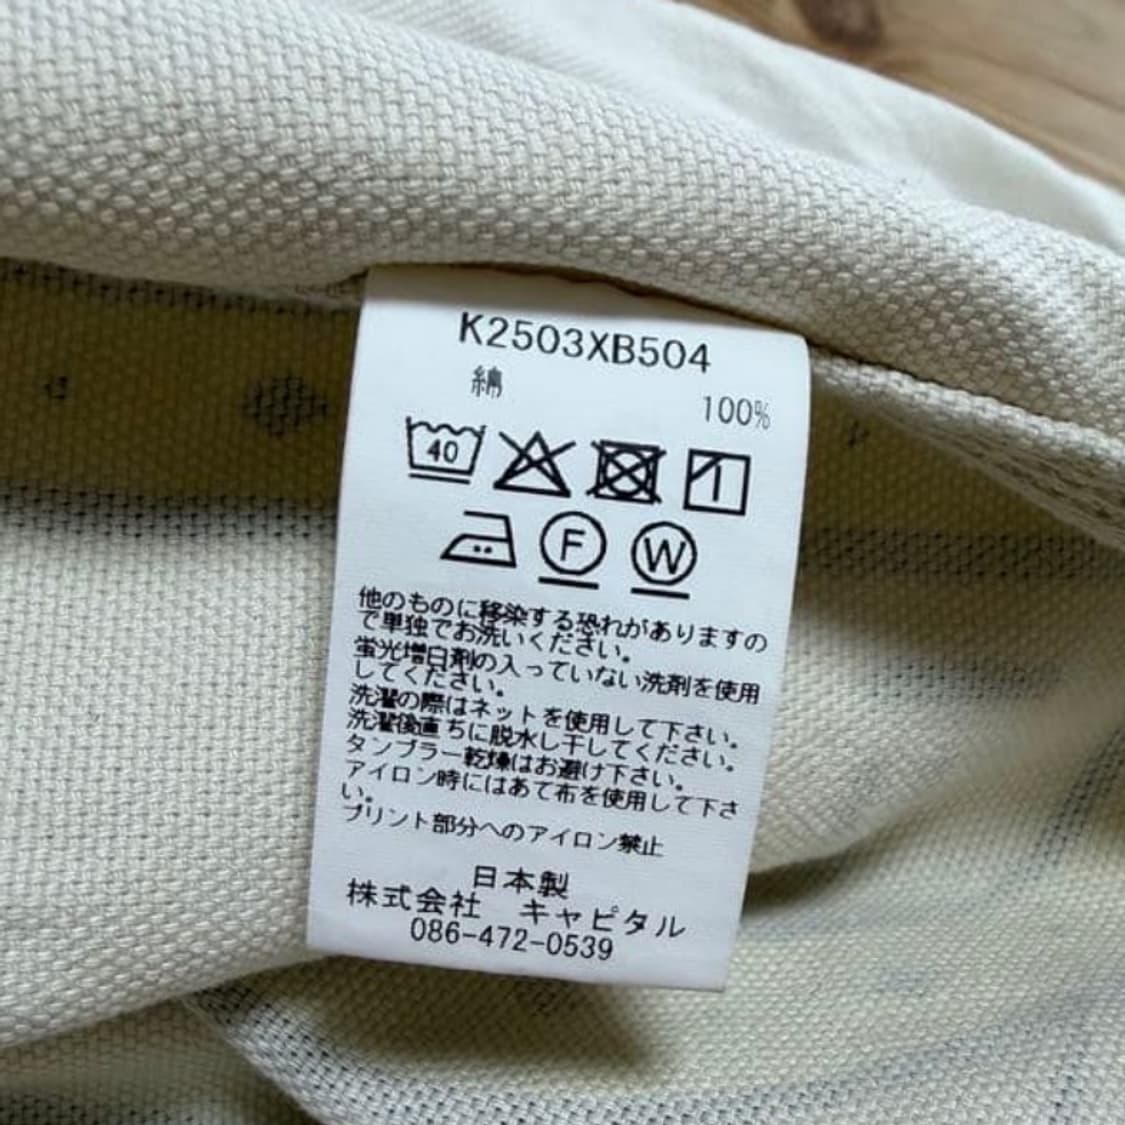 K2503XB504
綿 100%
40
F W
他のものに移染する恐れがありますの
で単独でお洗いください。
蛍光増白剤の入っていない洗剤を使用
してください。
洗濯の際はネットを使用して下さい。
洗濯後直ちに脱水し干してください。
タンブラー乾燥はお避け下さい。
アイロン時にはあて布を使用して下さ
い。
プリント部分へのアイロン禁止
日本製
株式会社 キャピタル
086-472-0539